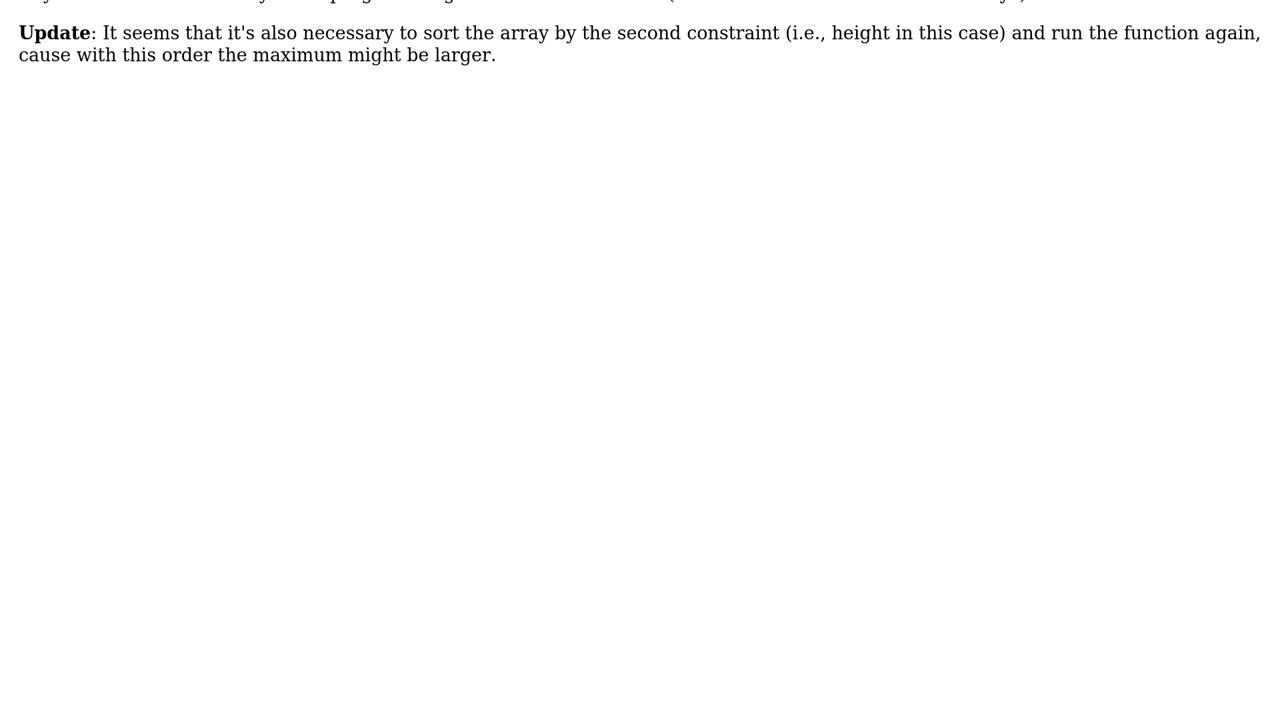 Update: It seems that it's also necessary to sort the array by the second constraint (i.e., height in this case) and run the function again,
cause with this order the maximum might be larger.